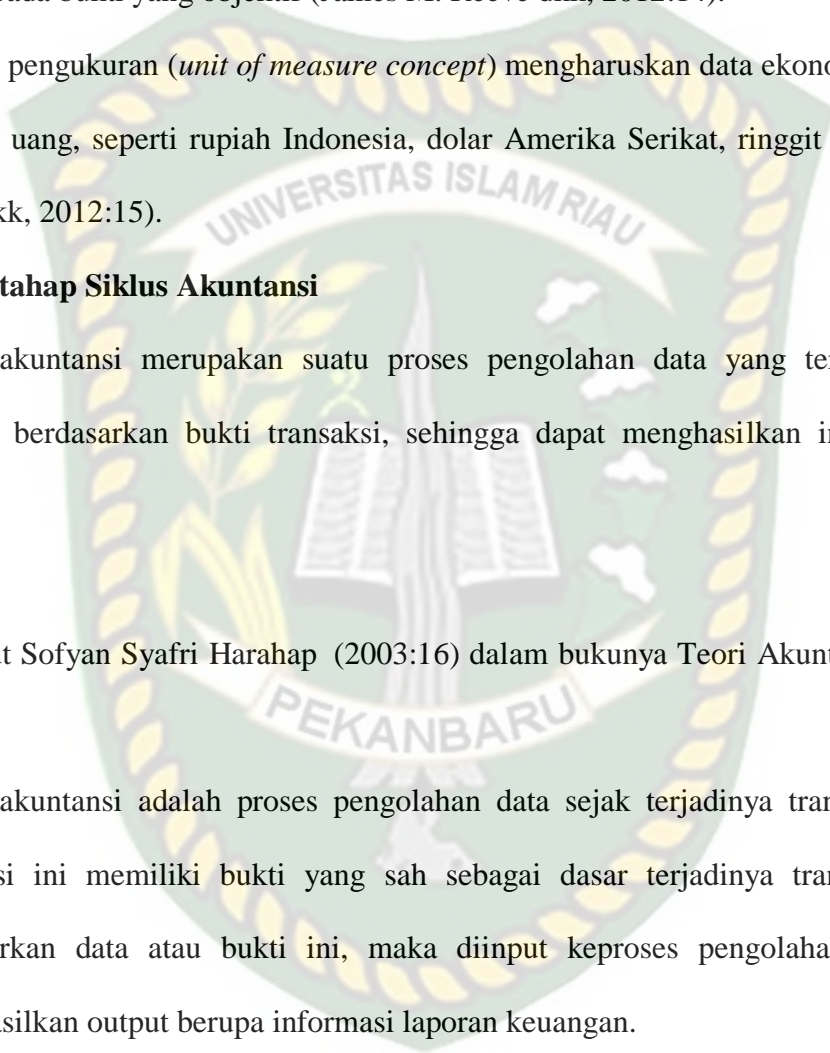 pada bukti yang objektif (James M. Reeve dkk, 2012:14).
pengukuran (unit of measure concept) mengharuskan data ekono
uang, seperti rupiah Indonesia, dolar Amerika Serikat, ringgit
kk, 2012:15).
UNIVERSITAS ISLAM RIAU
tahap Siklus Akuntansi
akuntansi merupakan suatu proses pengolahan data yang ter
berdasarkan bukti transaksi, sehingga dapat menghasilkan in
ut Sofyan Syafri Harahap (2003:16) dalam bukunya Teori Akunt
PEKANBARU
akuntansi adalah proses pengolahan data sejak terjadinya tran
si ini memiliki bukti yang sah sebagai dasar terjadinya tran
rkan data atau bukti ini, maka diinput keproses pengolaha
asilkan output berupa informasi laporan keuangan.